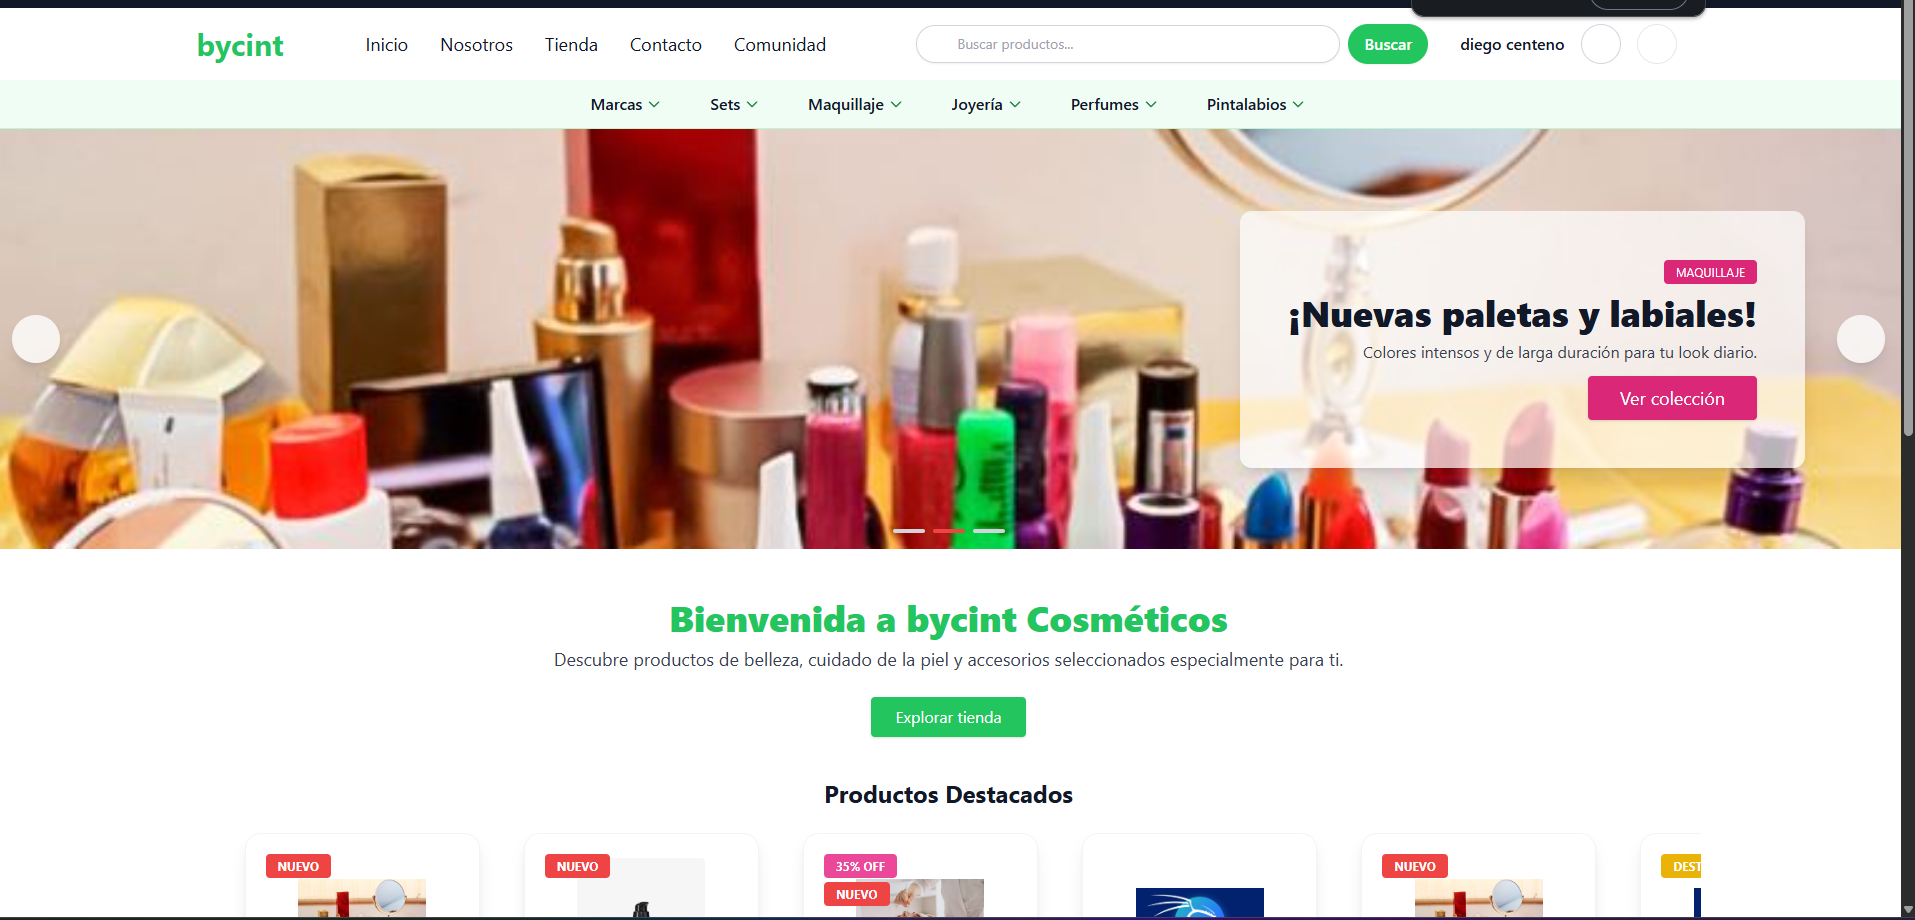 bycint
Inicio
Nosotros
Tienda
Contacto
Comunidad
Buscar productos...
Buscar
diego centeno
Marcas
Sets
Maquillaje
Joyería
Perfumes
Pintalabios
MAQUILLAJE
¡Nuevas paletas y labiales!
Colores intensos y de larga duración para tu look diario.
Ver colección
Bienvenida a bycint Cosméticos
Descubre productos de belleza, cuidado de la piel y accesorios seleccionados especialmente para ti.
Explorar tienda
Productos Destacados
NUEVO
NUEVO
35% OFF
NUEVO
NUEVO
DEST